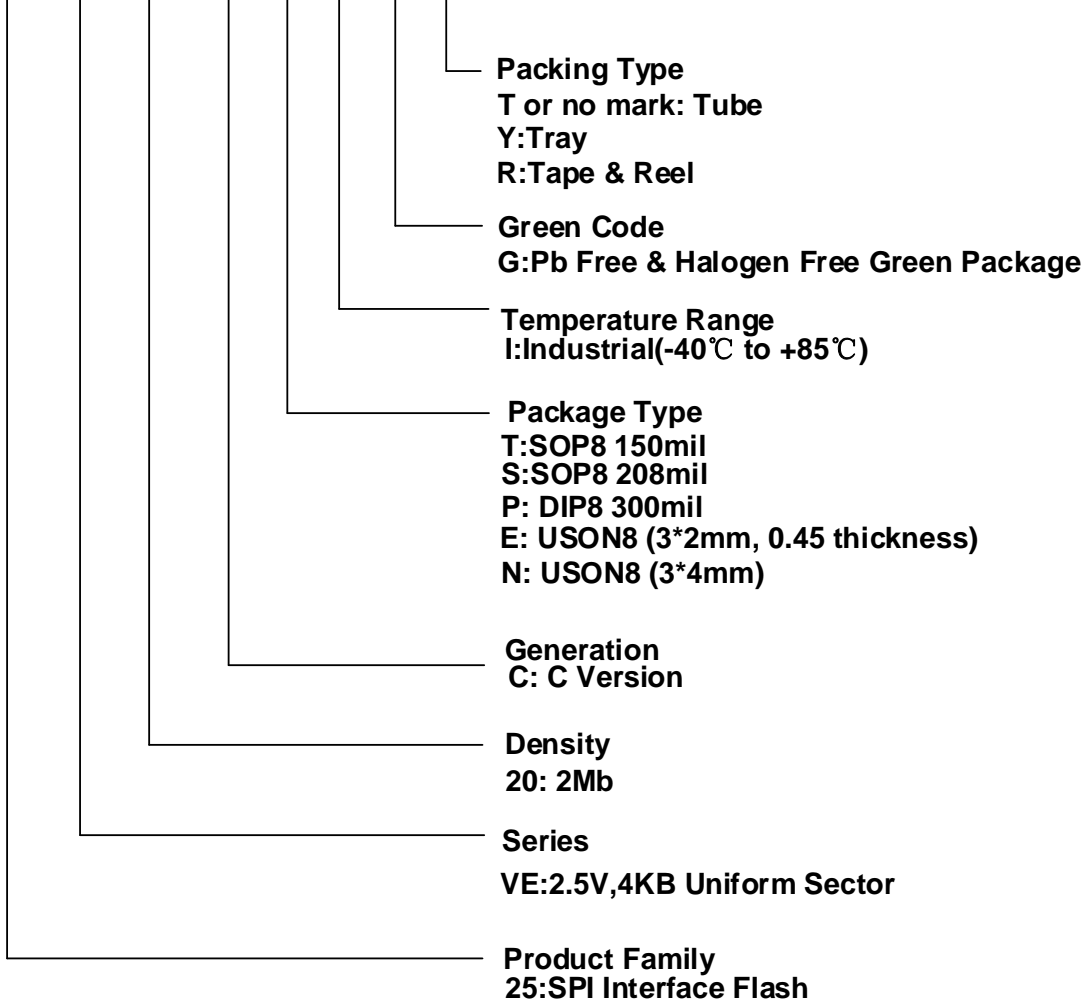 Packing Type
T or no mark: Tube
Y:Tray
R:Tape & Reel
Green Code
G:Pb Free & Halogen Free Green Package
Temperature Range
I:Industrial(-40℃ to +85℃)
Package Type
T:SOP8 150mil
S:SOP8 208mil
P: DIP8 300mil
E: USON8 (3*2mm, 0.45 thickness)
N: USON8 (3*4mm)
Generation
C: C Version
Density
20: 2Mb
Series
VE:2.5V,4KB Uniform Sector
Product Family
25:SPI Interface Flash